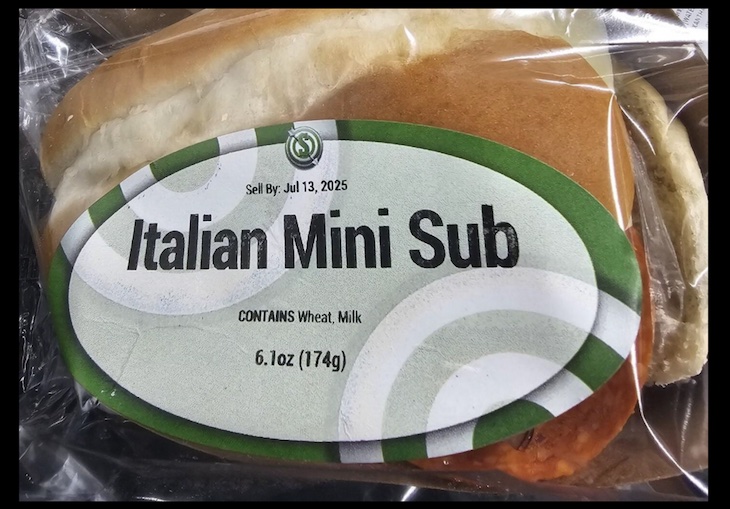 S
Sell By: Jul 13, 2025
Italian Mini Sub
CONTAINS Wheat, Milk
6.1oz (174g)